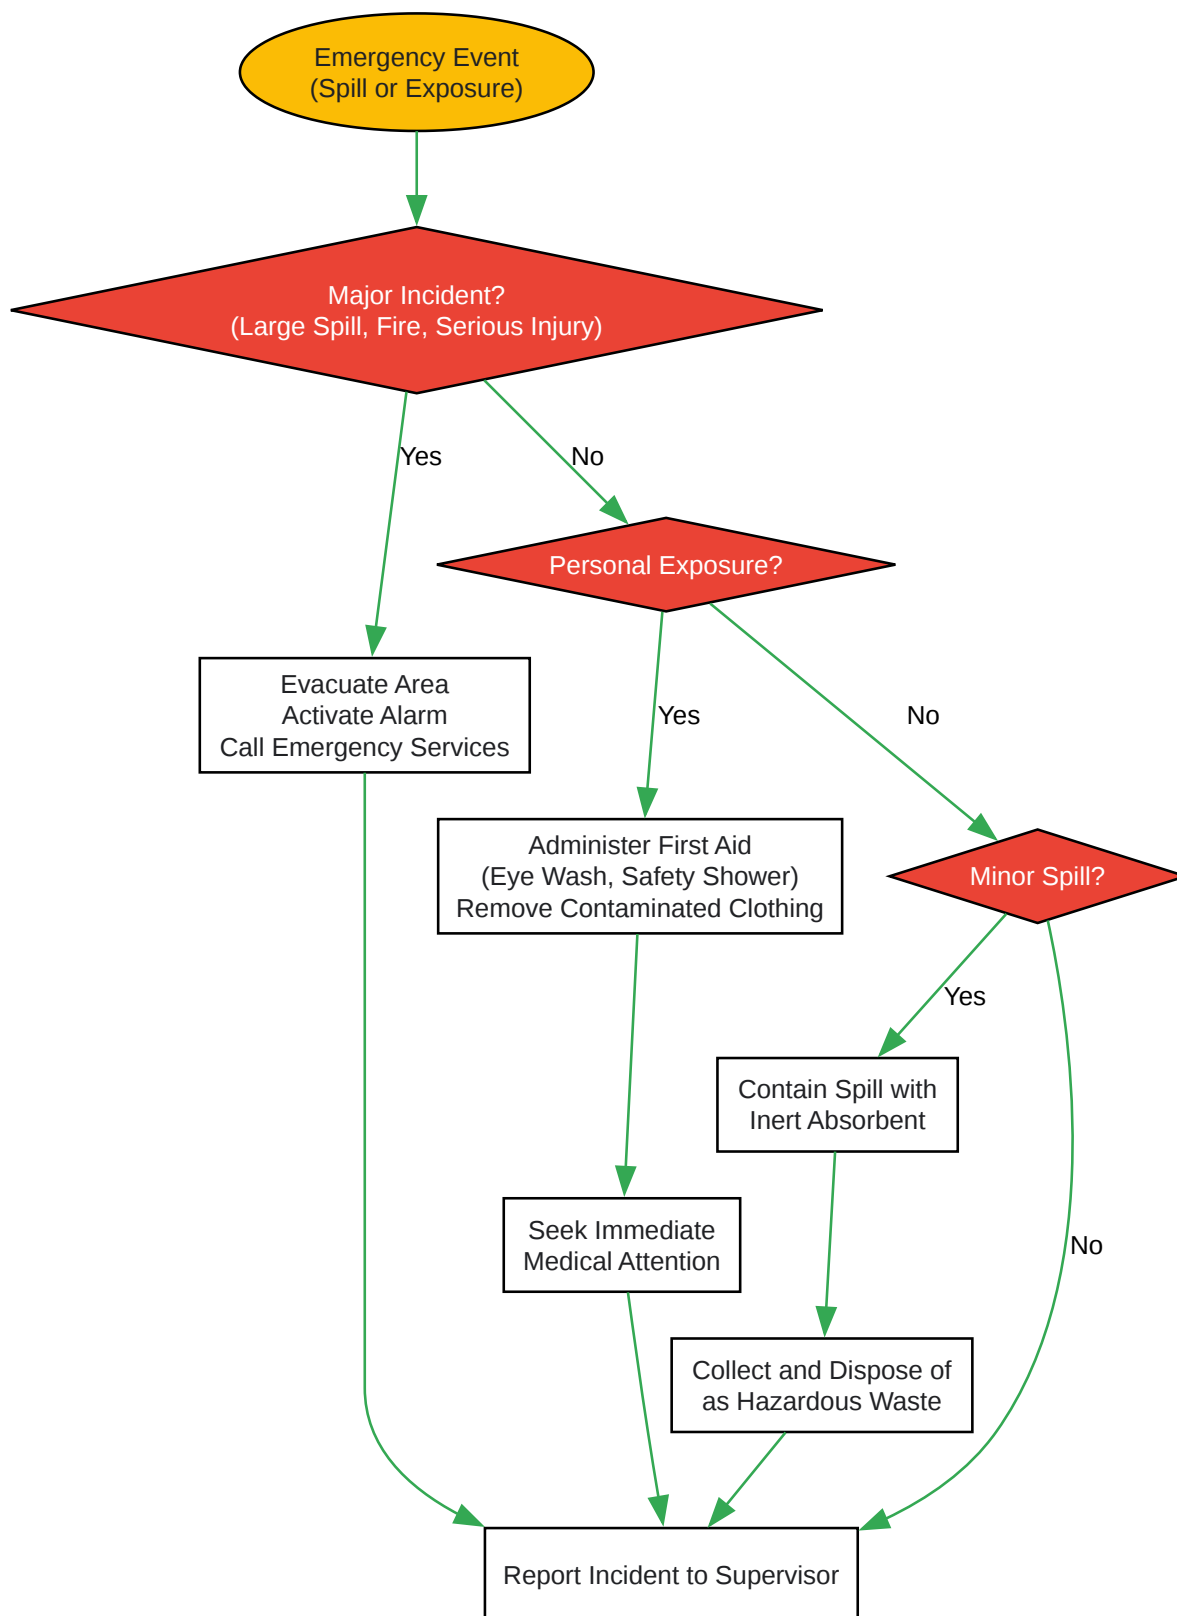 Emergency Event
(Spill or Exposure)
Major Incident?
(Large Spill, Fire, Serious Injury)
Yes
No
Personal Exposure?
Evacuate Area
Activate Alarm
Call Emergency Services
Yes
No
Administer First Aid
(Eye Wash, Safety Shower)
Remove Contaminated Clothing
Minor Spill?
Yes
Contain Spill with
Inert Absorbent
Seek Immediate
Medical Attention
No
Collect and Dispose of
as Hazardous Waste
Report Incident to Supervisor